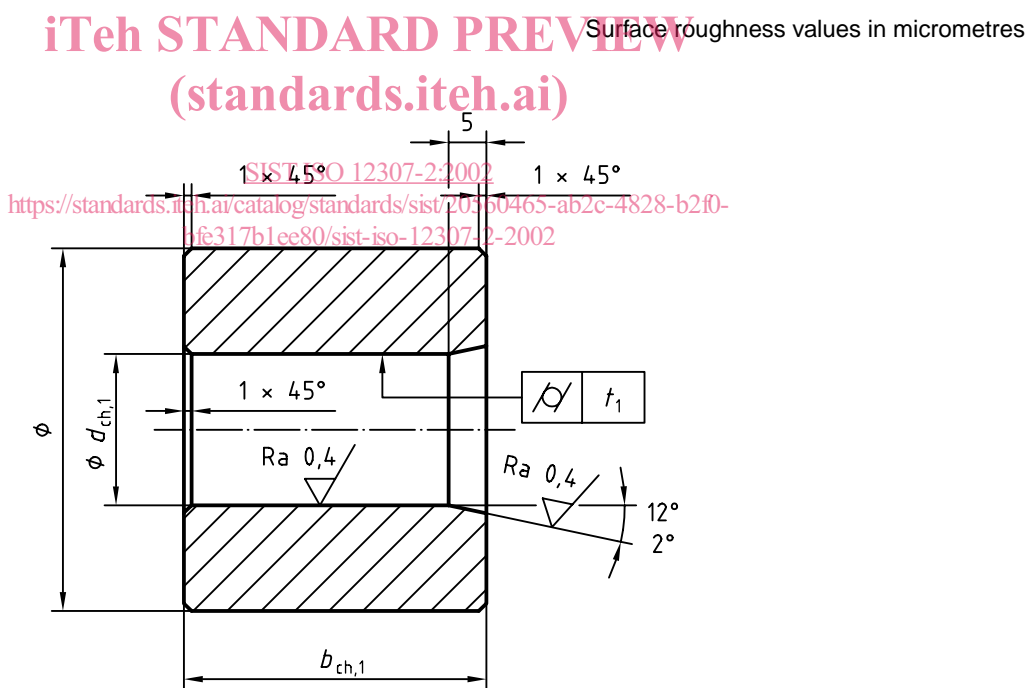 iTeh STANDARD PREVIEW
Surface roughness values in micrometres
(standards.iteh.ai)
5
SIST ISO 12307-2:2002
1 × 45°
1 × 45°
https://standards.iteh.ai/catalog/standards/sist/20560465-ab2c-4828-b2f0-
bfe317b1ee80/sist-iso-12307-2-2002
1 × 45°
t1
ϕ
ϕ dch,1
Ra 0,4
Ra 0,4
12°
2°
bch,1